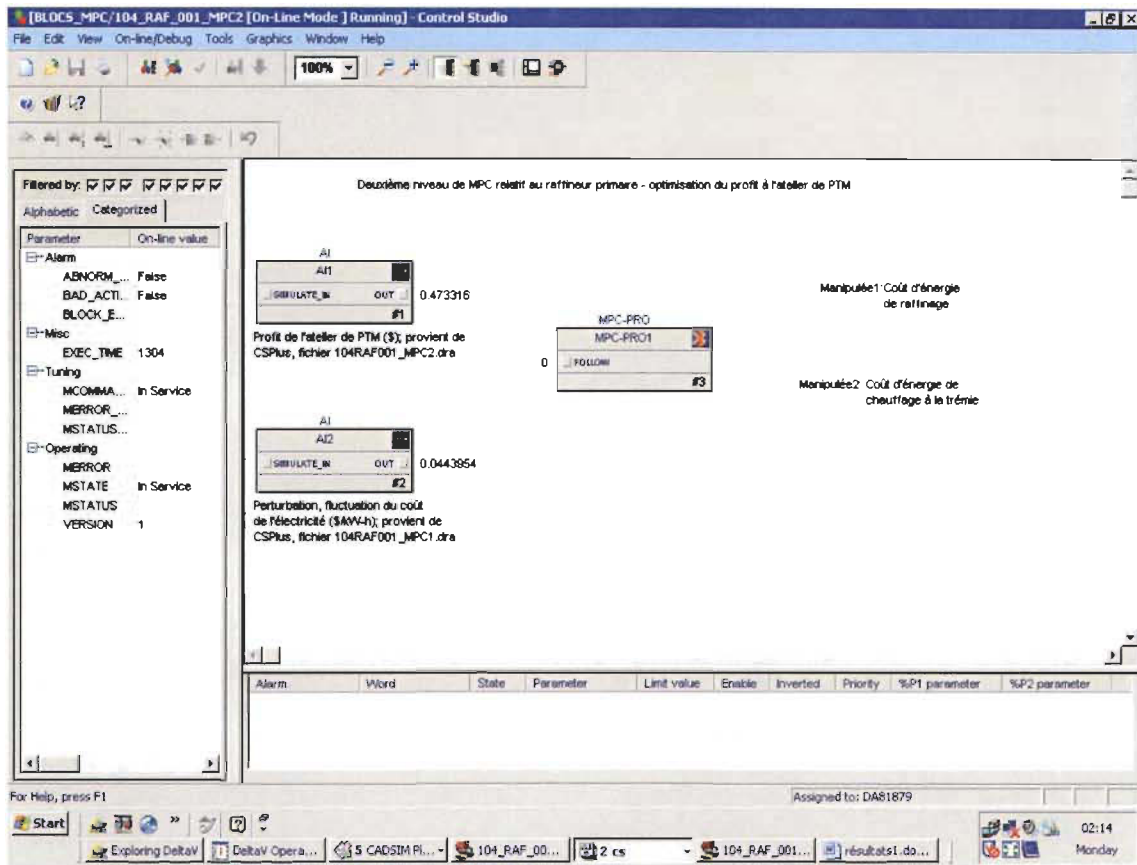 [BLOCS_MPC/104_RAF_001_MPC2 [On-Line Mode ] Running] - Control Studio
File Edit View On-line/Debug Tools Graphics Window Help
100%
Filtered by:
Alphabetic Categorized
Parameter On-line value
Alarm
ABNORM_... False
BAD_ACTI... False
BLOCK_E...
Misc
EXEC_TIME 1304
Tuning
MCOMMA... In Service
MERROR_...
MSTATUS...
Operating
MERROR
MSTATE In Service
MSTATUS
VERSION 1
Deuxième niveau de MPC relatif au raffineur primaire - optimisation du profit à l'atelier de PTM
AI
AI1
SIMULATE_IN OUT 0.473316
#1
Profit de l'atelier de PTM ($); provient de
CSPlus, fichier 104RAF001_MPC2.dra
AI
AI2
SIMULATE_IN OUT 0.0443954
#2
Perturbation, fluctuation du coût
de l'électricité ($/kW-h); provient de
CSPlus, fichier 104RAF001_MPC1.dra
MPC-PRO
MPC-PRO1
0 FOLLOW
#3
Manipulée1:Coût d'énergie
de raffinage
Manipulée2: Coût d'énergie de
chauffage à la trémie
Alarm Word State Parameter Limit value Enable Inverted Priority %P1 parameter %P2 parameter
For Help, press F1
Assigned to: DA81879
Start
02:14
Exploring DeltaV DeltaV Opera... 5 CADSIM Pl... 104_RAF_00... 2 cs 104_RAF_001... résultats1.do... Monday